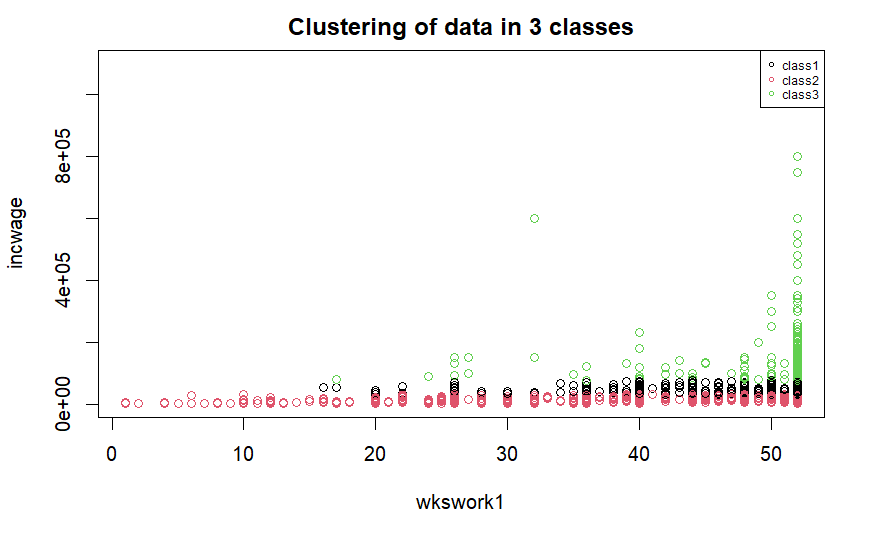 Clustering of data in 3 classes
class1
class2
class3
8e+05
4e+05
0e+00
incwage
0 10 20 30 40 50
wkswork1